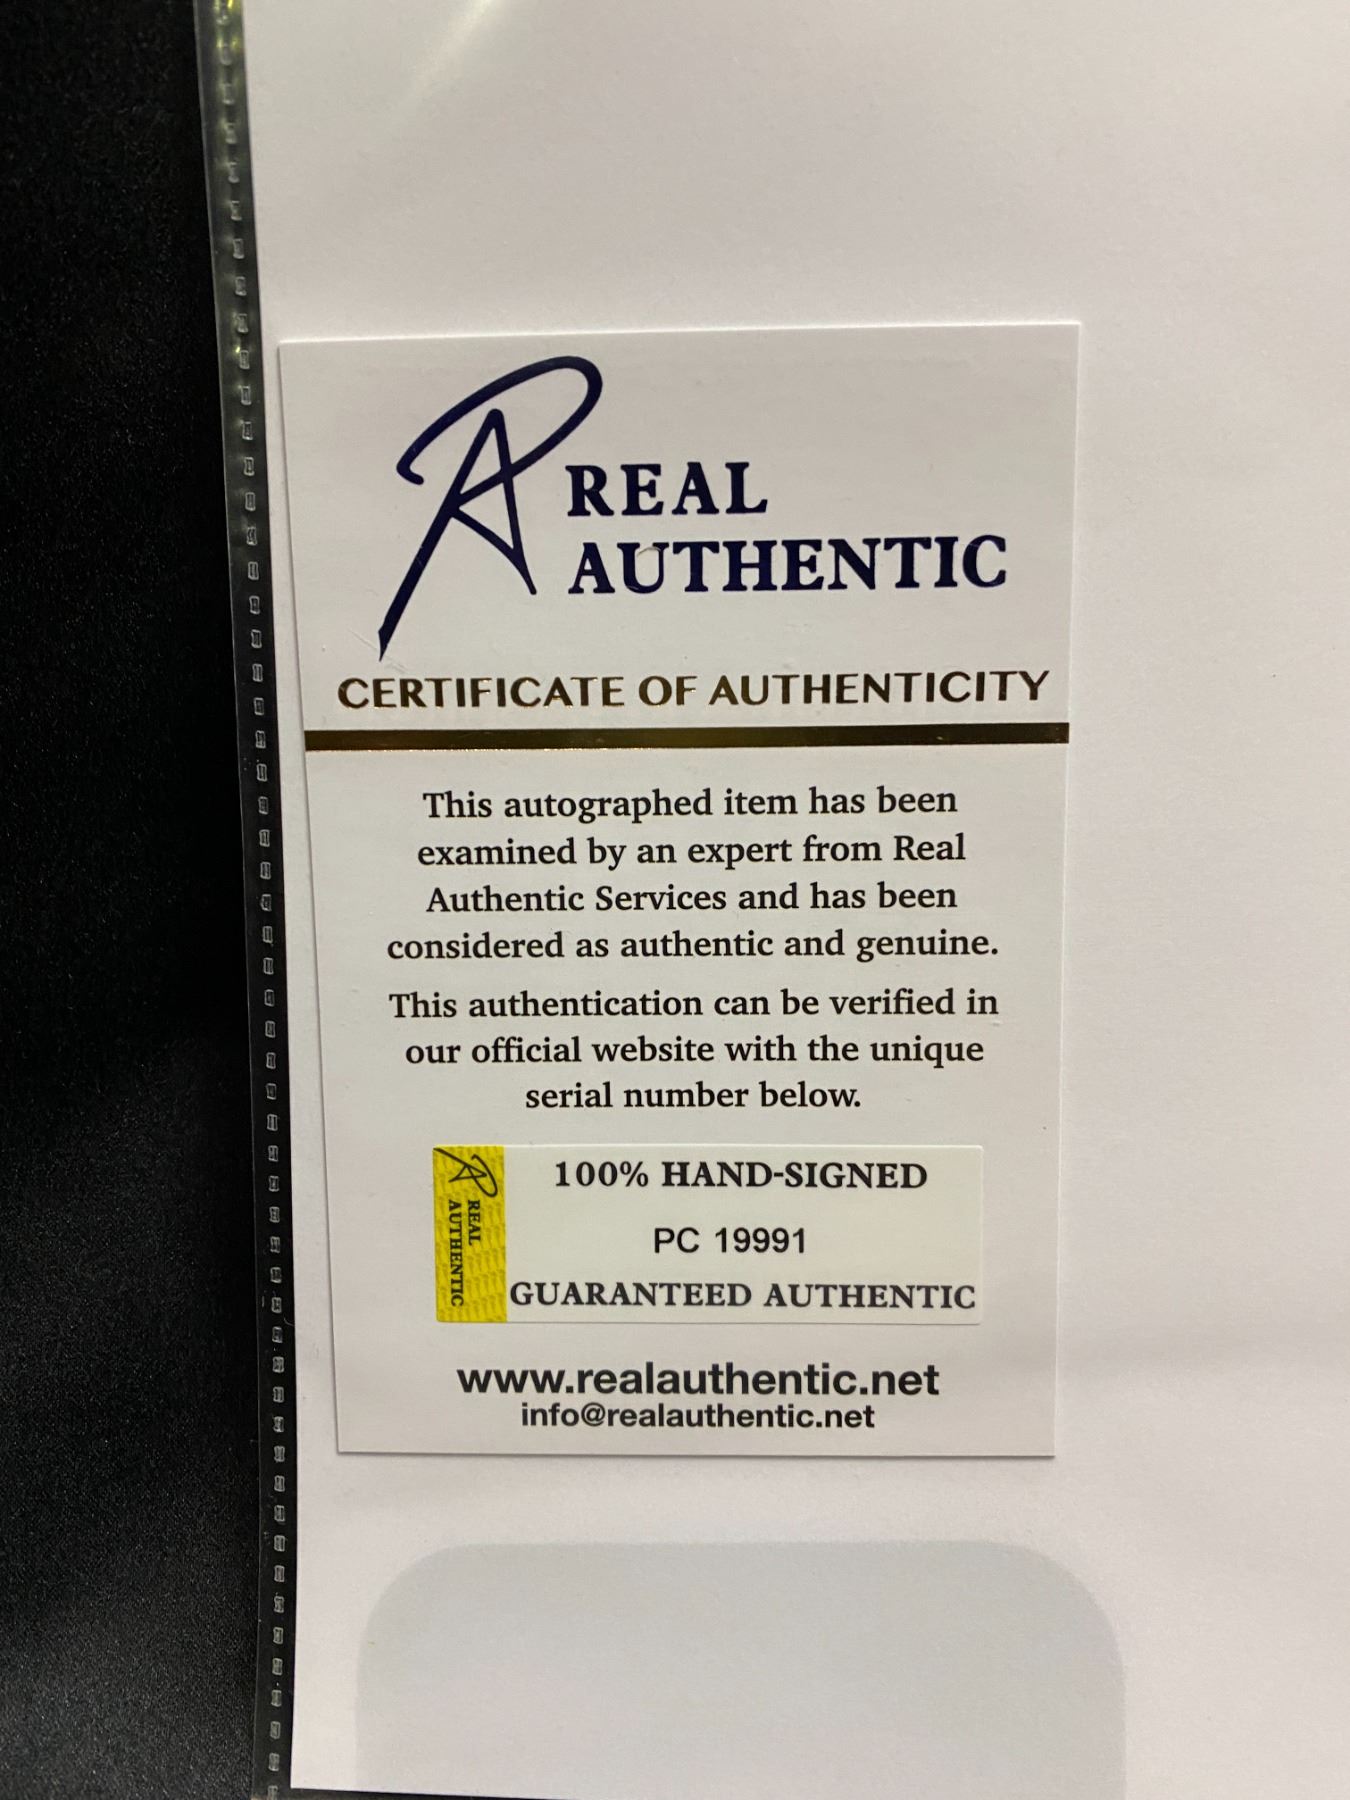 REAL
AUTHENTIC
CERTIFICATE OF AUTHENTICITY
This autographed item has been
examined by an expert from Real
Authentic Services and has been
considered as authentic and genuine.
This authentication can be verified in
our official website with the unique
serial number below.
REAL
AUTHENTIC
100% HAND-SIGNED
PC 19991
GUARANTEED AUTHENTIC
www.realauthentic.net
info@realauthentic.net